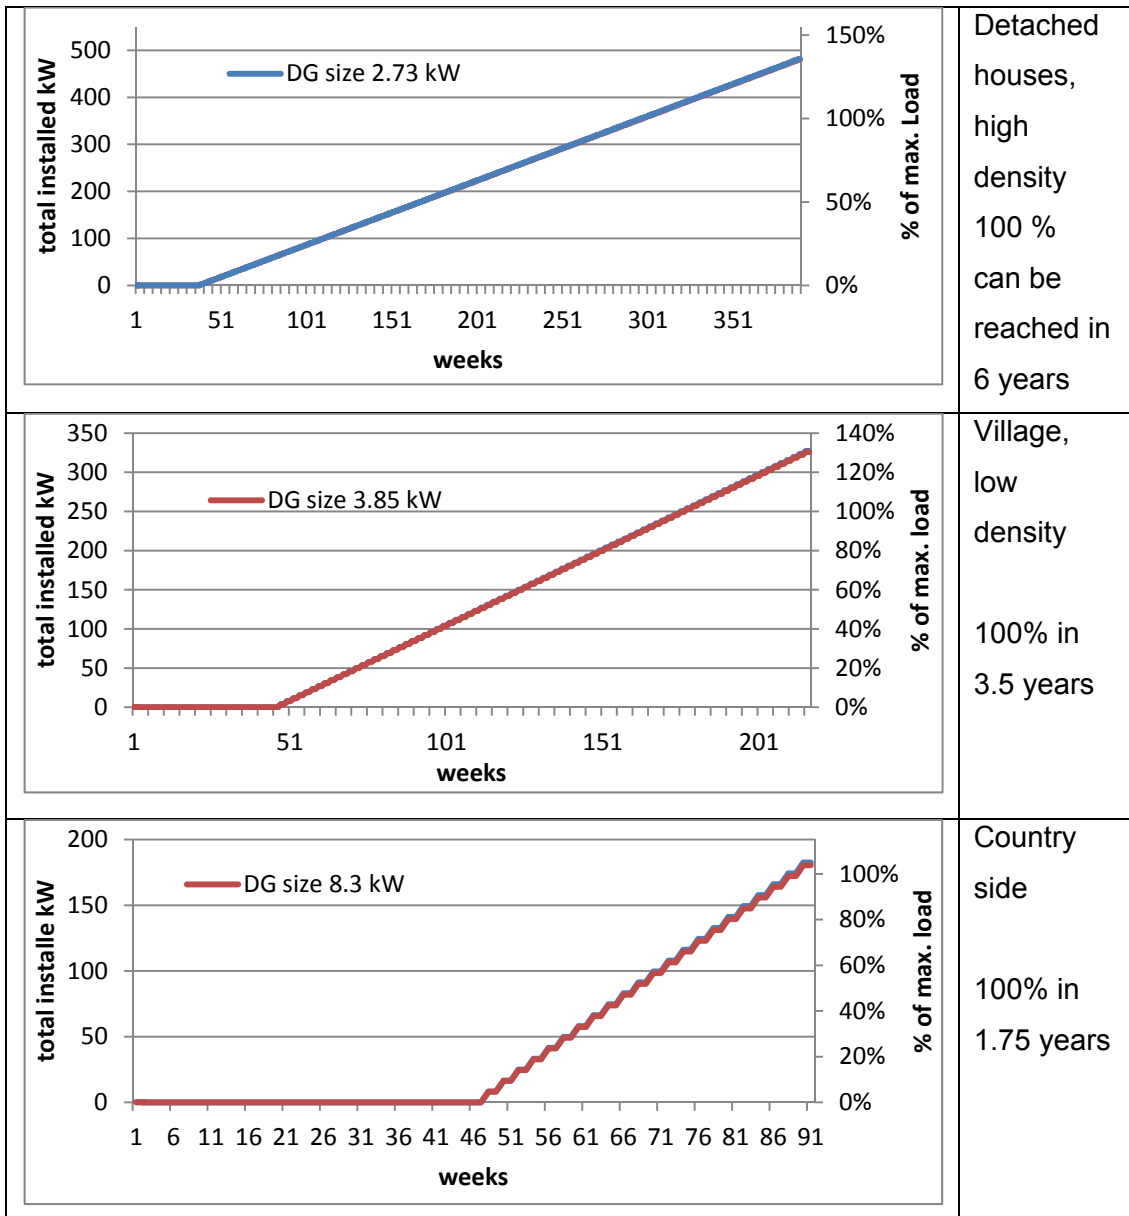 500
400
300
200
100
0
total installed kW
DG size 2.73 kW
150%
100%
50%
0%
% of max. Load
1 51 101 151 201 251 301 351
weeks
Detached
houses,
high
density
100 %
can be
reached in
6 years
350
300
250
200
150
100
50
0
total installed kW
DG size 3.85 kW
140%
120%
100%
80%
60%
40%
20%
0%
% of max. load
1 51 101 151 201
weeks
Village,
low
density
100% in
3.5 years
200
150
100
50
0
total installe kW
DG size 8.3 kW
100%
80%
60%
40%
20%
0%
% of max. load
1 6 11 16 21 26 31 36 41 46 51 56 61 66 71 76 81 86 91
weeks
Country
side
100% in
1.75 years